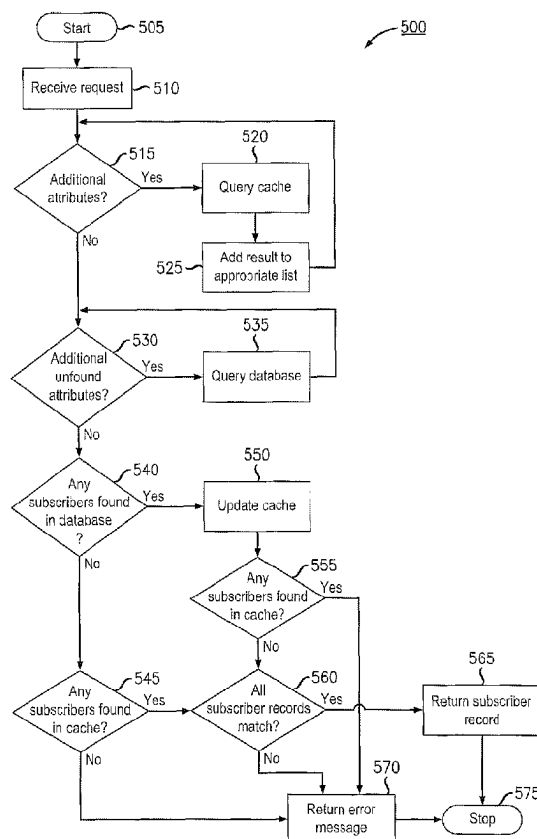 Start
505
500
Receive request
510
515
Additional
attributes?
Yes
No
520
Query cache
525
Add result to
appropriate list
530
Additional
unfound
attributes?
Yes
No
535
Query database
540
Any
subscribers found
in database
?
Yes
No
550
Update cache
555
Any
subscribers found
in cache?
Yes
No
545
Any
subscribers found
in cache?
Yes
No
560
All
subscriber records
match?
Yes
No
565
Return subscriber
record
570
Return error
message
575
Stop